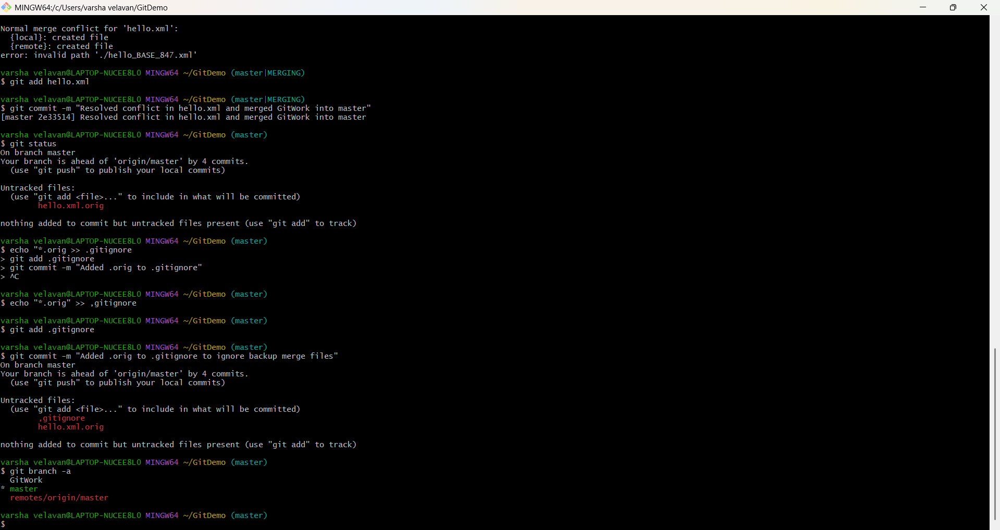 MINGW64:/c/Users/varsha velavan/GitDemo
Normal merge conflict for 'hello.xml':
  {local}: created file
  {remote}: created file
error: invalid path './hello_BASE_847.xml'
varsha velavan@LAPTOP-NUCEE8LO MINGW64 ~/GitDemo (master|MERGING)
$ git add hello.xml
varsha velavan@LAPTOP-NUCEE8LO MINGW64 ~/GitDemo (master|MERGING)
$ git commit -m "Resolved conflict in hello.xml and merged GitWork into master"
[master 2e33514] Resolved conflict in hello.xml and merged GitWork into master
varsha velavan@LAPTOP-NUCEE8LO MINGW64 ~/GitDemo (master)
$ git status
On branch master
Your branch is ahead of 'origin/master' by 4 commits.
  (use "git push" to publish your local commits)
Untracked files:
  (use "git add <file>..." to include in what will be committed)
        hello.xml.orig
nothing added to commit but untracked files present (use "git add" to track)
varsha velavan@LAPTOP-NUCEE8LO MINGW64 ~/GitDemo (master)
$ echo "*.orig >> .gitignore
> git add .gitignore
> git commit -m "Added .orig to .gitignore"
> ^C
varsha velavan@LAPTOP-NUCEE8LO MINGW64 ~/GitDemo (master)
$ echo "*.orig" >> ,gitignore
varsha velavan@LAPTOP-NUCEE8LO MINGW64 ~/GitDemo (master)
$ git add .gitignore
varsha velavan@LAPTOP-NUCEE8LO MINGW64 ~/GitDemo (master)
$ git commit -m "Added .orig to .gitignore to ignore backup merge files"
On branch master
Your branch is ahead of 'origin/master' by 4 commits.
  (use "git push" to publish your local commits)
Untracked files:
  (use "git add <file>..." to include in what will be committed)
        ,gitignore
        hello.xml.orig
nothing added to commit but untracked files present (use "git add" to track)
varsha velavan@LAPTOP-NUCEE8LO MINGW64 ~/GitDemo (master)
$ git branch -a
  GitWork
* master
  remotes/origin/master
varsha velavan@LAPTOP-NUCEE8LO MINGW64 ~/GitDemo (master)
$